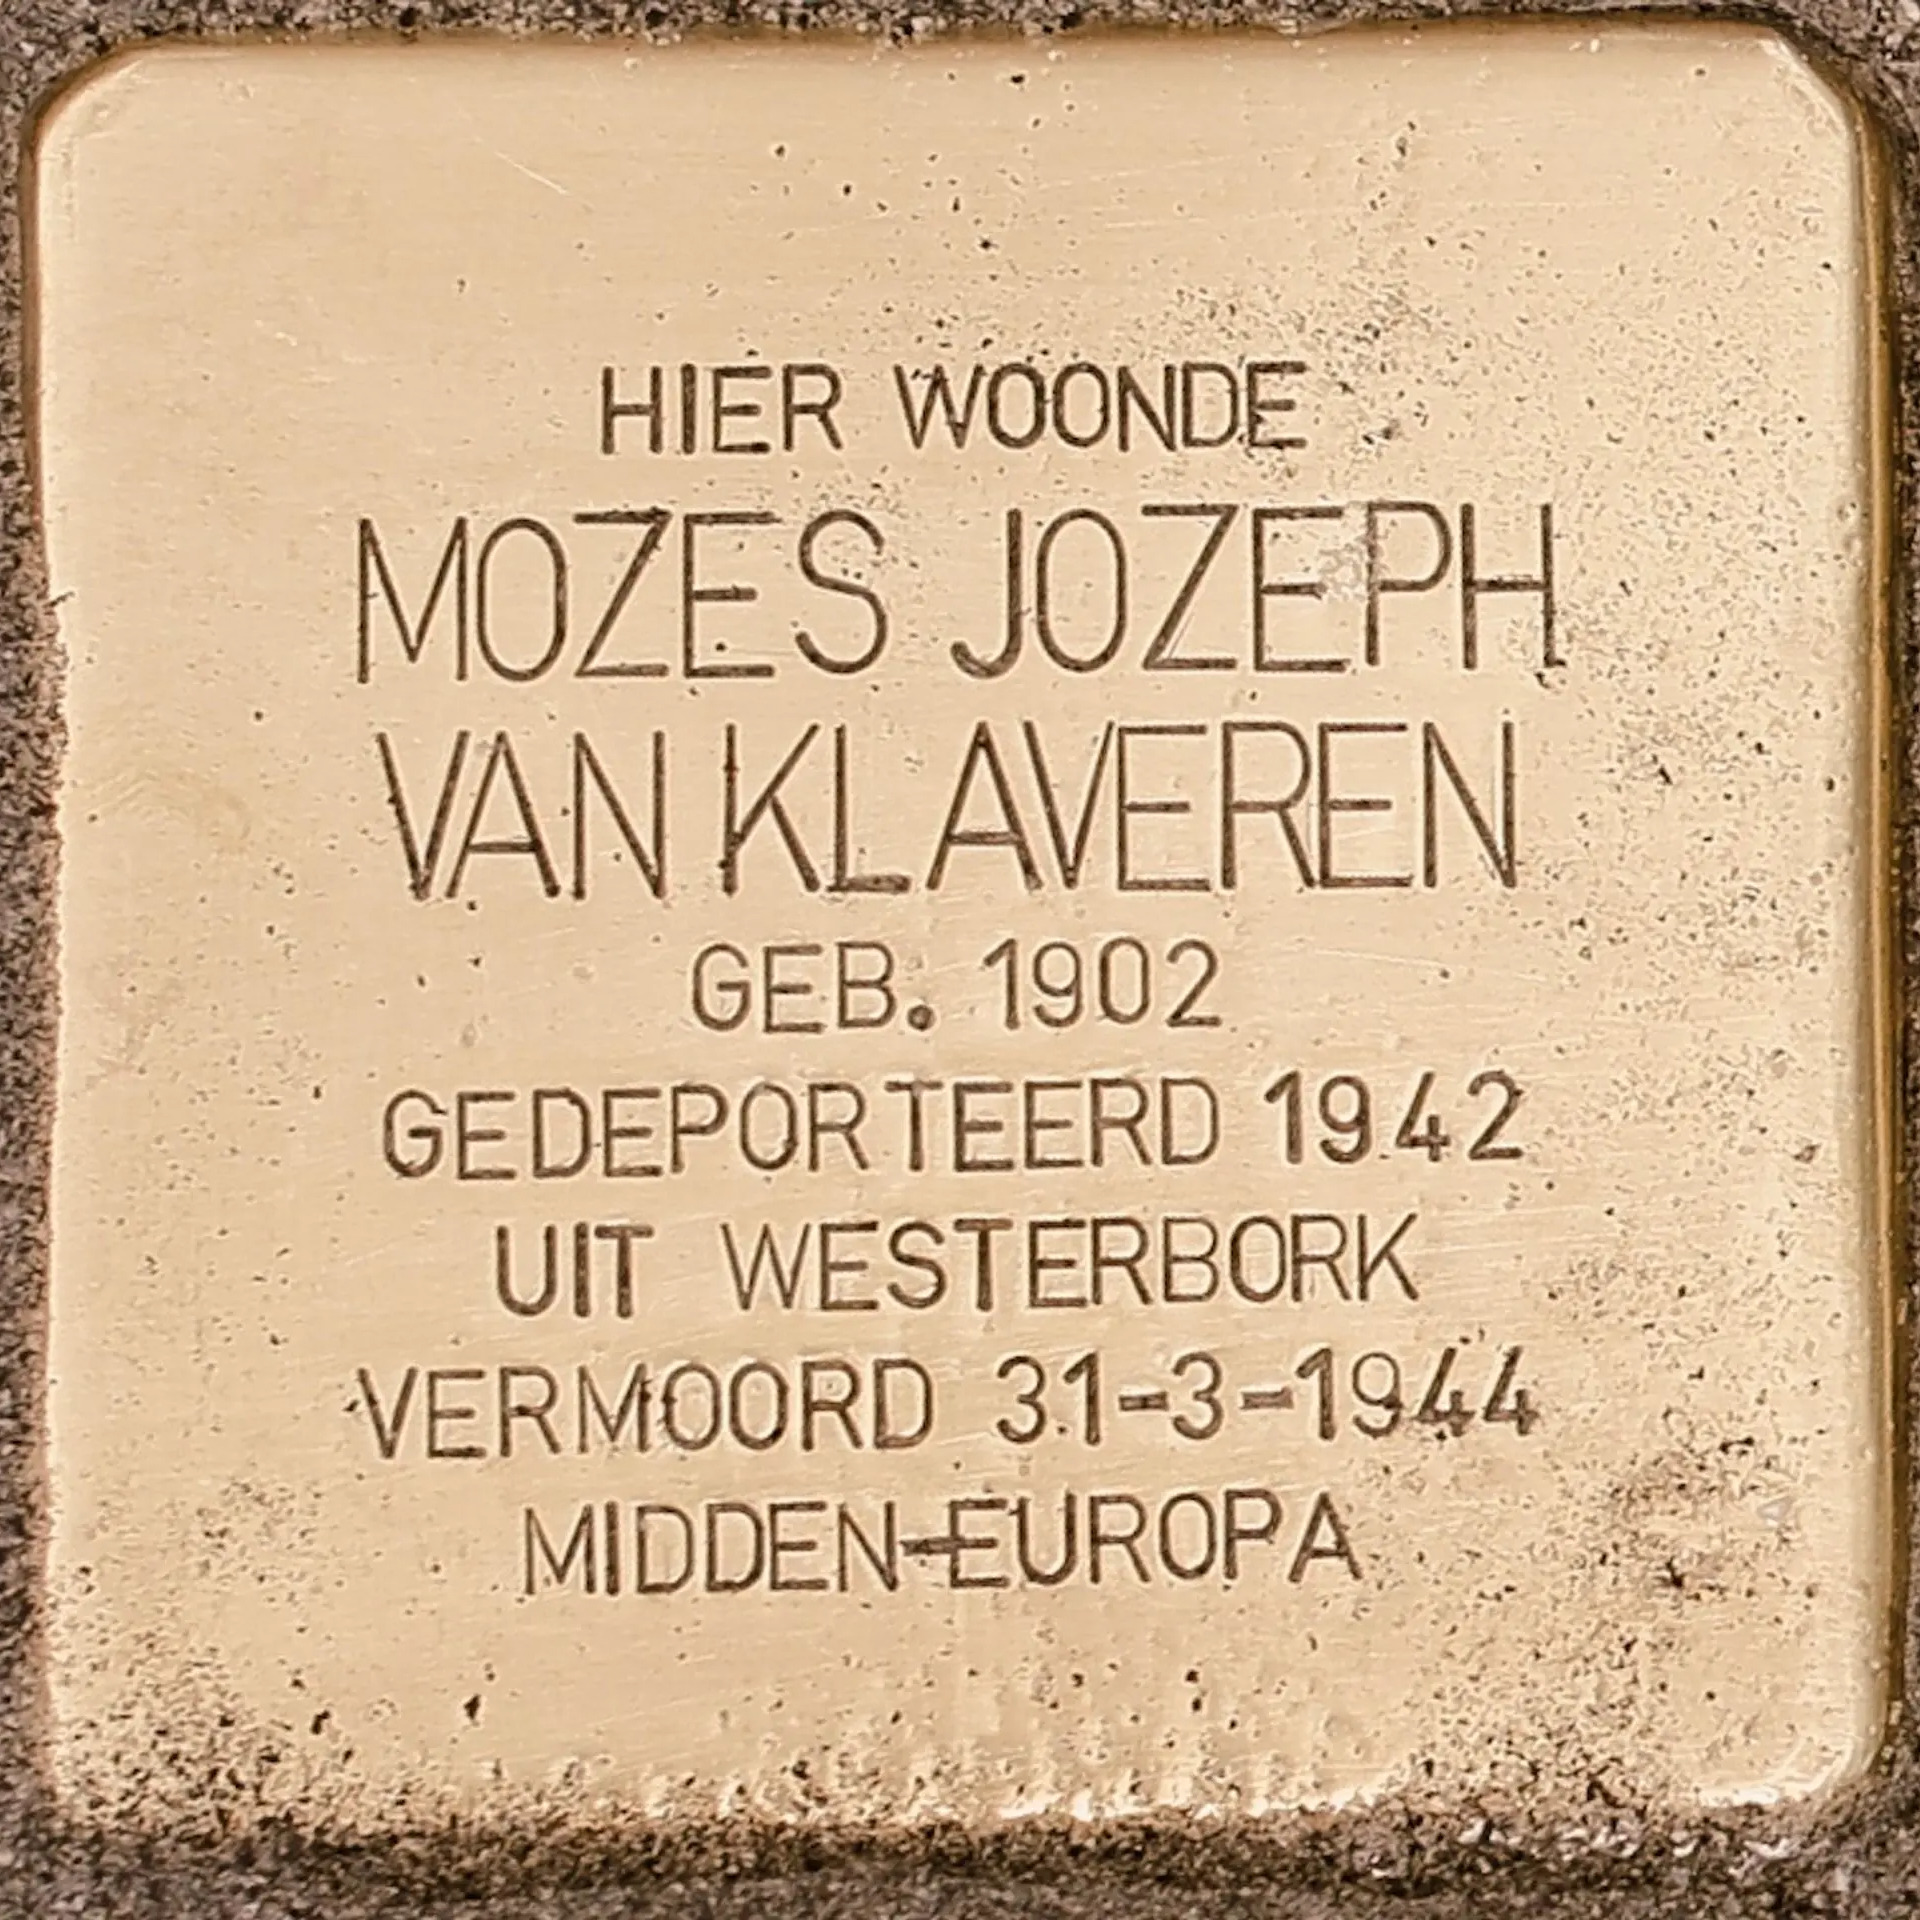 HIER WOONDE
MOZES JOZEPH
VAN KLAVEREN
GEB. 1902
GEDEPORTEERD 1942
UIT WESTERBORK
VERMOORD 31-3-1944
MIDDEN-EUROPA